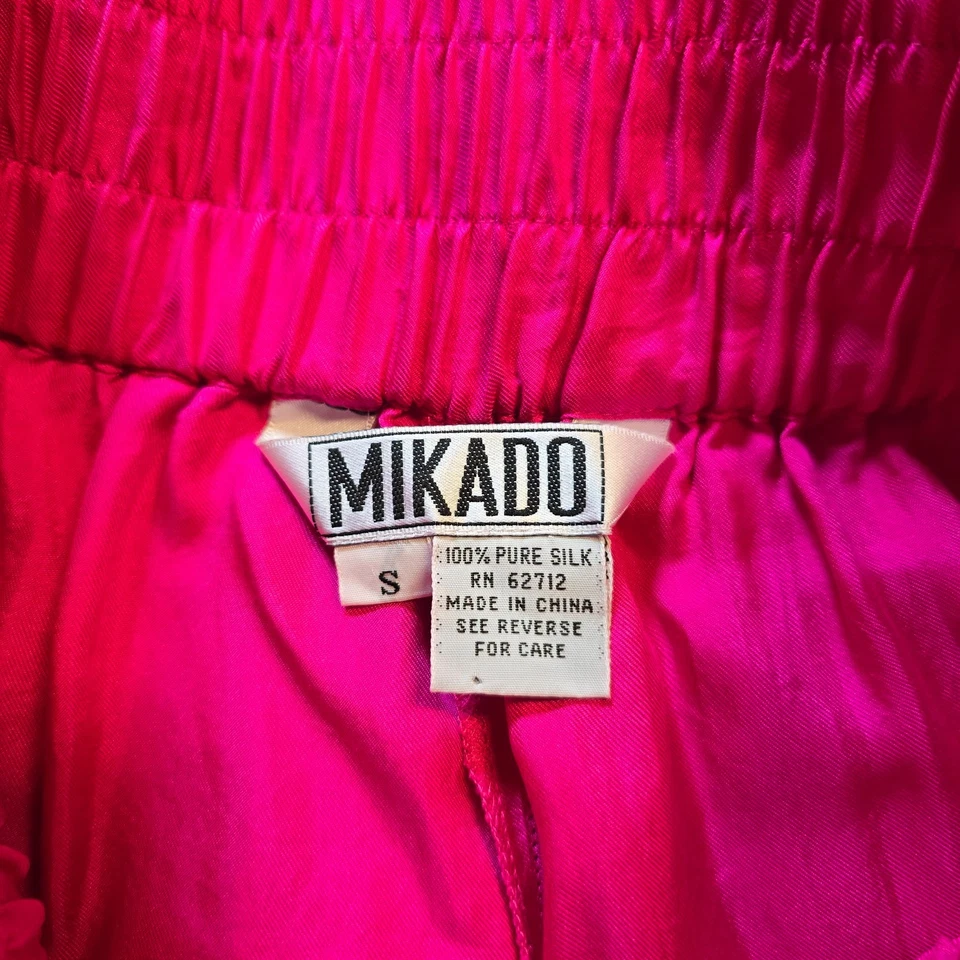 MIKADO
S
100% PURE SILK
RN 62712
MADE IN CHINA
SEE REVERSE
FOR CARE